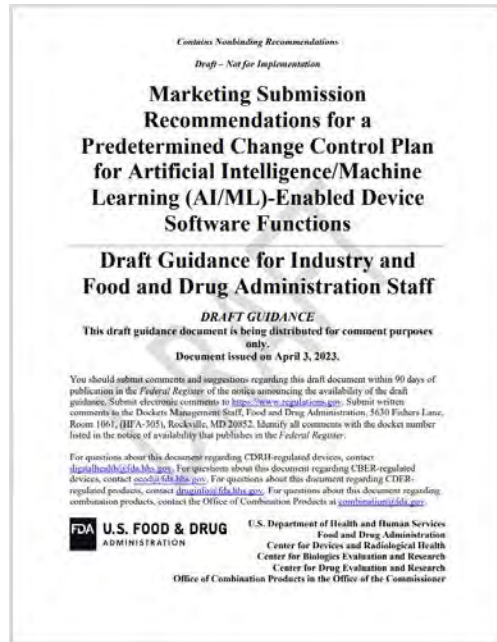 Contains Nonbinding Recommendations
Draft – Not for Implementation
Marketing Submission
Recommendations for a
Predetermined Change Control Plan
for Artificial Intelligence/Machine
Learning (AI/ML)-Enabled Device
Software Functions
Draft Guidance for Industry and
Food and Drug Administration Staff
DRAFT GUIDANCE
This draft guidance document is being distributed for comment purposes
only.
Document issued on April 3, 2023.
You should submit comments and suggestions regarding this draft document within 90 days of
publication in the Federal Register of the notice announcing the availability of the draft
guidance. Submit electronic comments to https://www.regulations.gov. Submit written
comments to the Dockets Management Staff, Food and Drug Administration, 5630 Fishers Lane,
Room 1061, (HFA-305), Rockville, MD 20852. Identify all comments with the docket number
listed in the notice of availability that publishes in the Federal Register.
For questions about this document regarding CDRH-regulated devices, contact
digitalhealth@fda.hhs.gov. For questions about this document regarding CBER-regulated
devices, contact ocod@fda.hhs.gov. For questions about this document regarding CDER-
regulated products, contact druginfo@fda.hhs.gov. For questions about this document regarding
combination products, contact the Office of Combination Products at combination@fda.gov.
FDA U.S. FOOD & DRUG
ADMINISTRATION
U.S. Department of Health and Human Services
Food and Drug Administration
Center for Devices and Radiological Health
Center for Biologics Evaluation and Research
Center for Drug Evaluation and Research
Office of Combination Products in the Office of the Commissioner
DRAFT